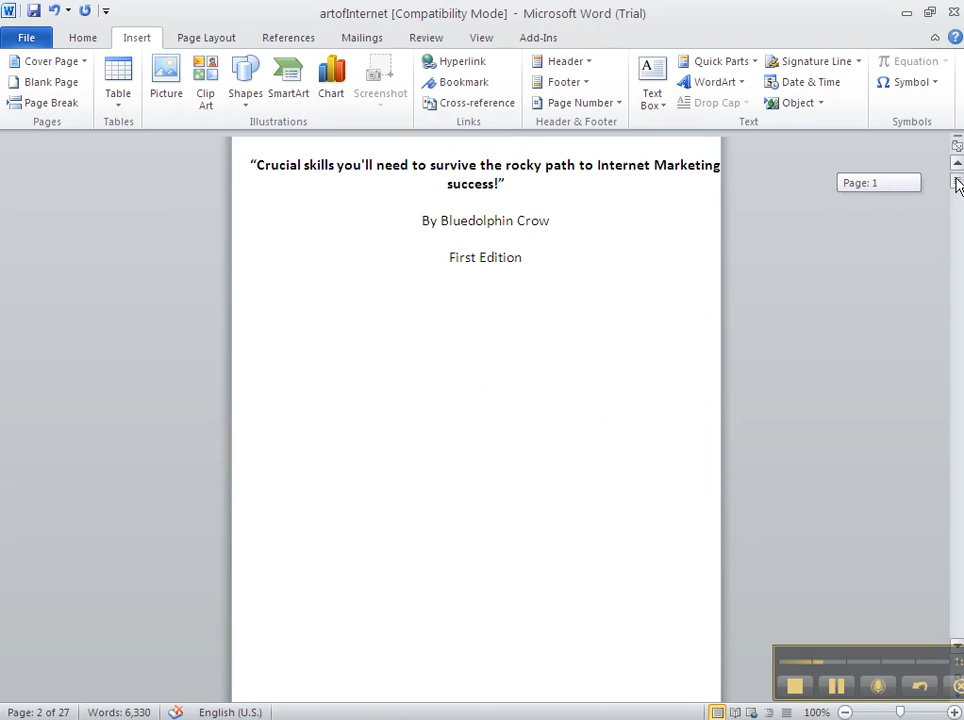 artofInternet [Compatibility Mode] - Microsoft Word (Trial)
File Home Insert Page Layout References Mailings Review View Add-Ins
Cover Page
Blank Page
Page Break
Pages
Table
Tables
Picture
Clip
Art
Shapes
SmartArt
Chart
Screenshot
Illustrations
Hyperlink
Bookmark
Cross-reference
Links
Header
Footer
Page Number
Header & Footer
Text
Box
Quick Parts
WordArt
Drop Cap
Signature Line
Date & Time
Object
Text
Equation
Symbol
Symbols
“Crucial skills you'll need to survive the rocky path to Internet Marketing
success!”
By Bluedolphin Crow
First Edition
Page: 1
Page: 2 of 27 Words: 6,330 English (U.S.) 100%